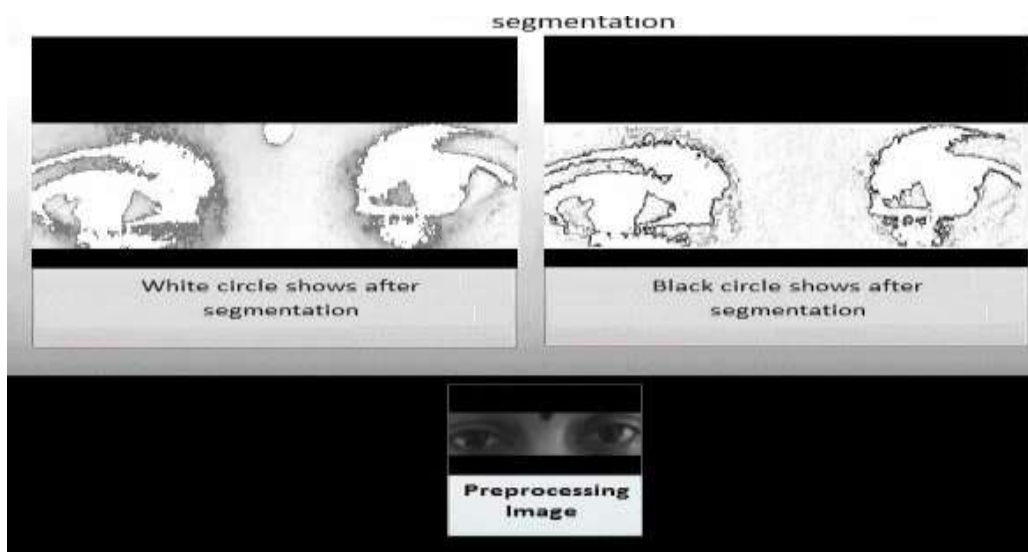 segmentation
White circle shows after
segmentation
Black circle shows after
segmentation
Preprocessing
Image